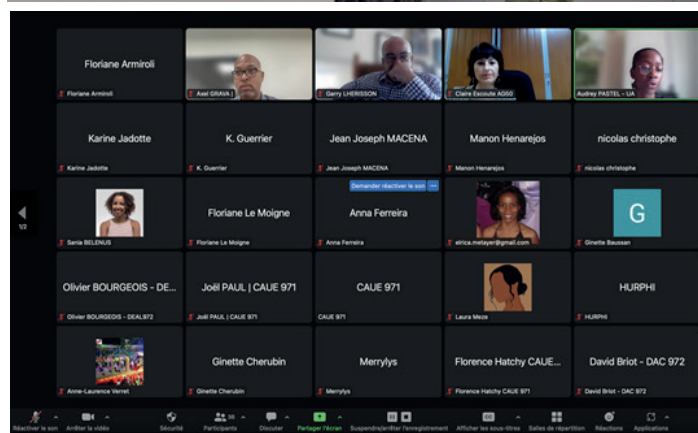 Floriane Armiroli
Floriane Armiroli
Axel GRAVA.|
Garry LHERISSON
Claire Escoute AGSO
Audrey PASTEL - UA
Karine Jadotte
K. Guerrier
Jean Joseph MACENA
Manon Henarejos
nicolas christophe
Karine Jadotte
K. Guerrier
Jean Joseph MACENA
Manon Henarejos
nicolas christophe
Demander réactiver le son
...
Floriane Le Moigne
Anna Ferreira
G
1/2
Sania BELENUS
Floriane Le Moigne
Anna Ferreira
elrica.metayer@gmail.com
Ginette Baussan
Olivier BOURGEOIS - DE...
Joël PAUL | CAUE 971
CAUE 971
HURPHI
Olivier BOURGEOIS - DEAL972
Joël PAUL | CAUE 971
CAUE 971
Laura Meze
HURPHI
Ginette Cherubin
Merrylys
Florence Hatchy CAUE...
David Briot - DAC 972
Anne-Laurence Verret
Ginette Cherubin
Merrylys
Florence Hatchy CAUE 971
David Briot - DAC 972
Réactiver le son
Arrêter la vidéo
Sécurité
Participants
Discuter
Partager l'écran
Suspendre/arrêter l'enregistrement
Afficher les sous-titres
Salles de répartition
Réactions
Applications